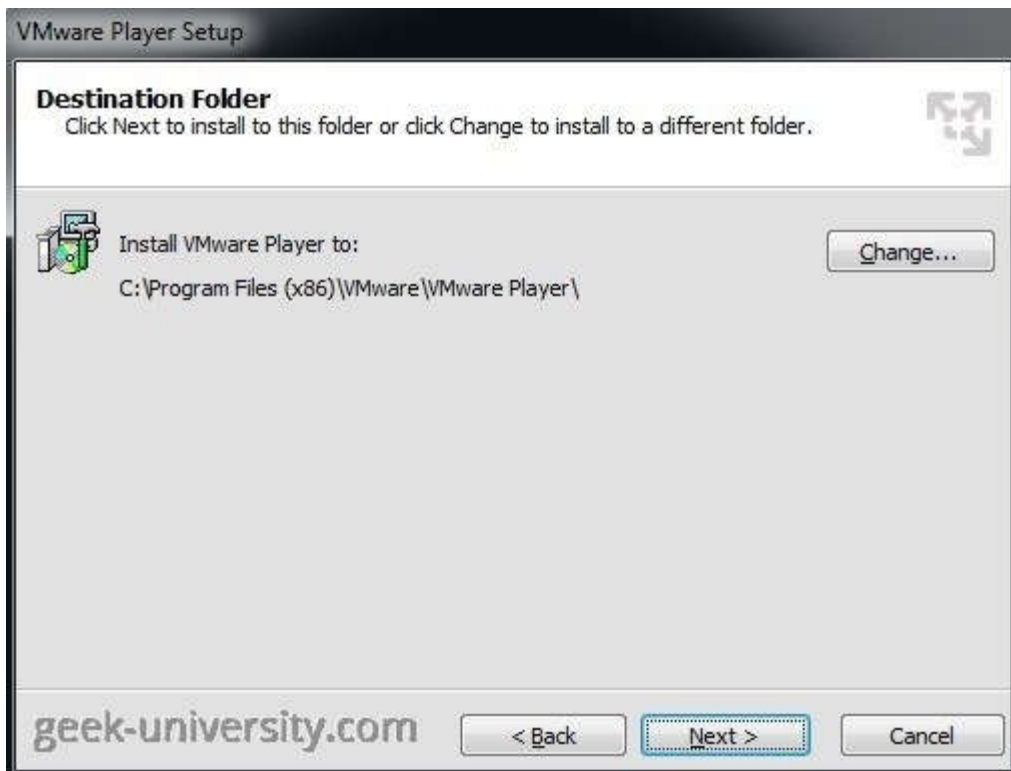 VMware Player Setup
Destination Folder
Click Next to install to this folder or click Change to install to a different folder.
Install VMware Player to:
Change...
C:\Program Files (x86)\VMware\VMware Player\
geek-university.com
< Back
Next >
Cancel